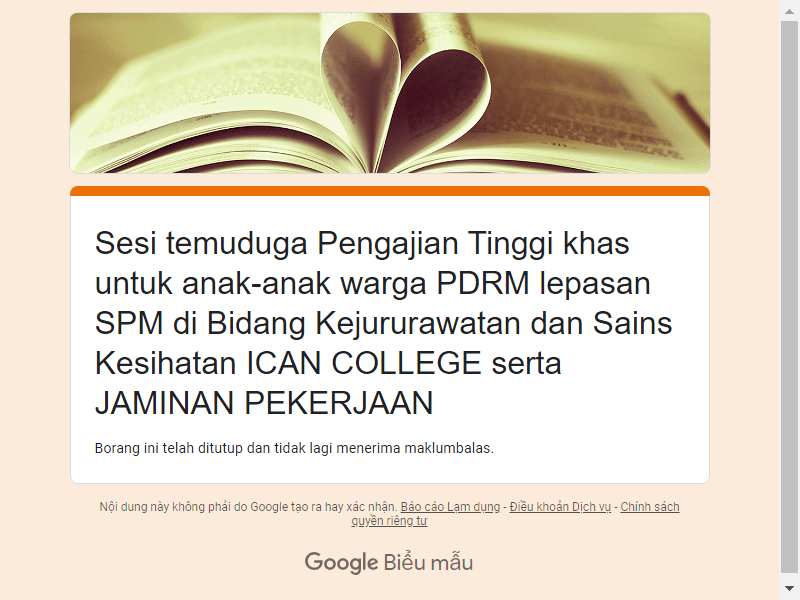 Sesi temuduga Pengajian Tinggi khas
untuk anak-anak warga PDRM lepasan
SPM di Bidang Kejururawatan dan Sains
Kesihatan ICAN COLLEGE serta
JAMINAN PEKERJAAN
Borang ini telah ditutup dan tidak lagi menerima maklumbalas.
Nội dung này không phải do Google tạo ra hay xác nhận. Báo cáo Lạm dụng - Điều khoản Dịch vụ - Chính sách
quyền riêng tư
Google Biểu mẫu